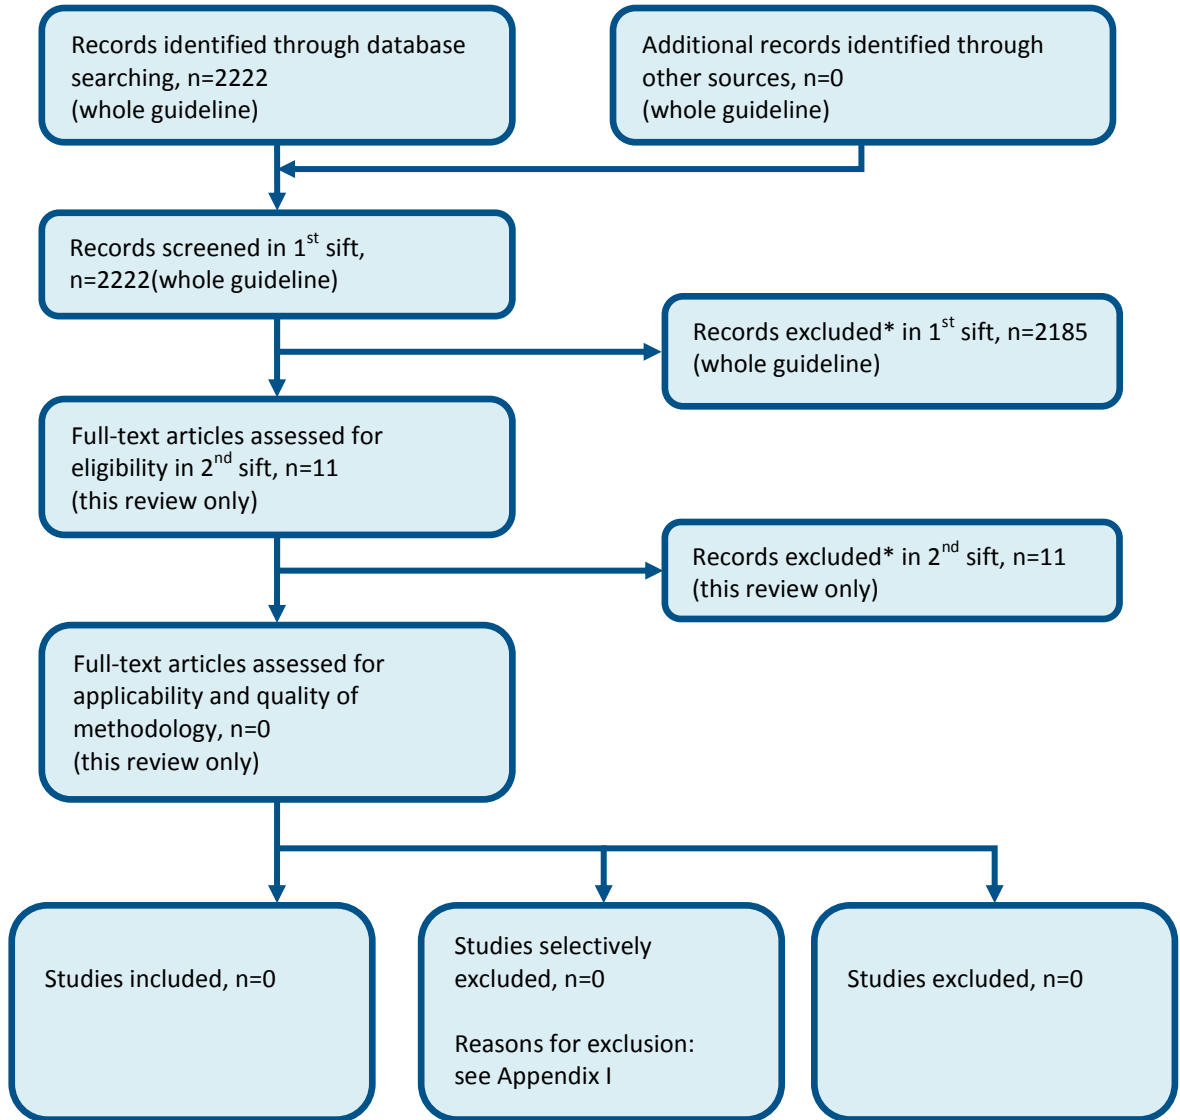 Records identified through database
searching, n=2222
(whole guideline)
Additional records identified through
other sources, n=0
(whole guideline)
Records screened in 1st sift,
n=2222(whole guideline)
Records excluded* in 1st sift, n=2185
(whole guideline)
Full-text articles assessed for
eligibility in 2nd sift, n=11
(this review only)
Records excluded* in 2nd sift, n=11
(this review only)
Full-text articles assessed for
applicability and quality of
methodology, n=0
(this review only)
Studies included, n=0
Studies selectively
excluded, n=0
Reasons for exclusion:
see Appendix I
Studies excluded, n=0